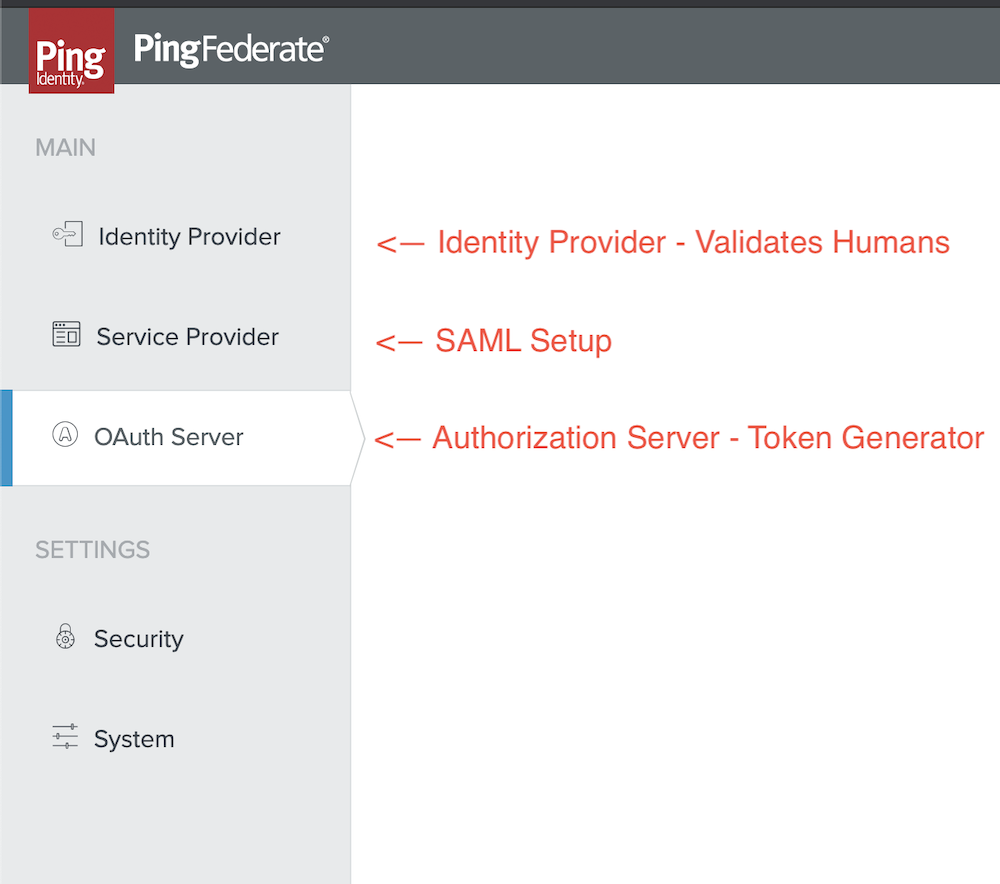 Ping
Identity.
PingFederate®
MAIN
Identity Provider
<— Identity Provider - Validates Humans
Service Provider
<— SAML Setup
OAuth Server
<— Authorization Server - Token Generator
SETTINGS
Security
System